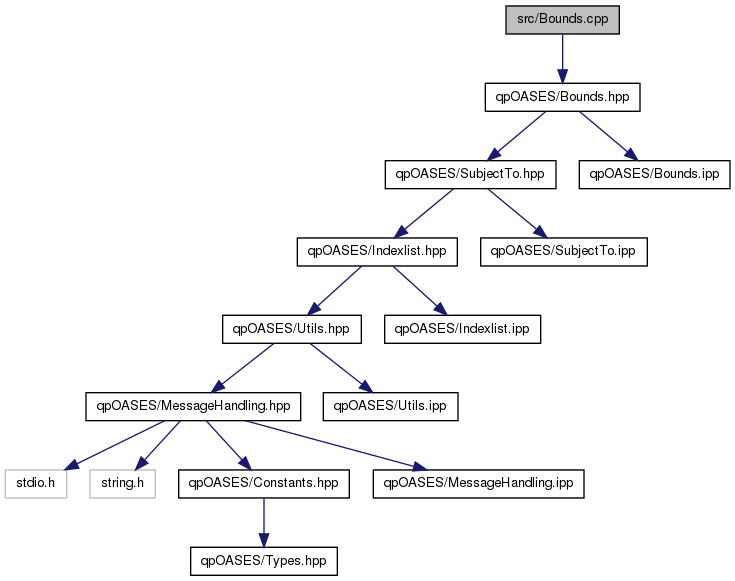 src/Bounds.cpp
qpOASES/Bounds.hpp
qpOASES/SubjectTo.hpp
qpOASES/Bounds.ipp
qpOASES/Indexlist.hpp
qpOASES/SubjectTo.ipp
qpOASES/Utils.hpp
qpOASES/Indexlist.ipp
qpOASES/MessageHandling.hpp
qpOASES/Utils.ipp
stdio.h
string.h
qpOASES/Constants.hpp
qpOASES/MessageHandling.ipp
qpOASES/Types.hpp